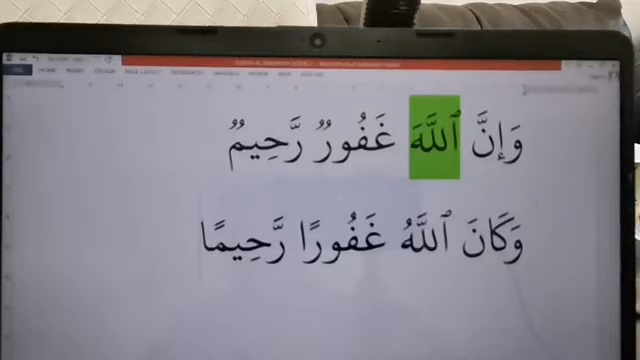 وَإِنَّ ٱللَّهَ غَفُورٌ رَّحِيمٌ
وَكَانَ ٱللَّهُ غَفُورًا رَّحِيمًا